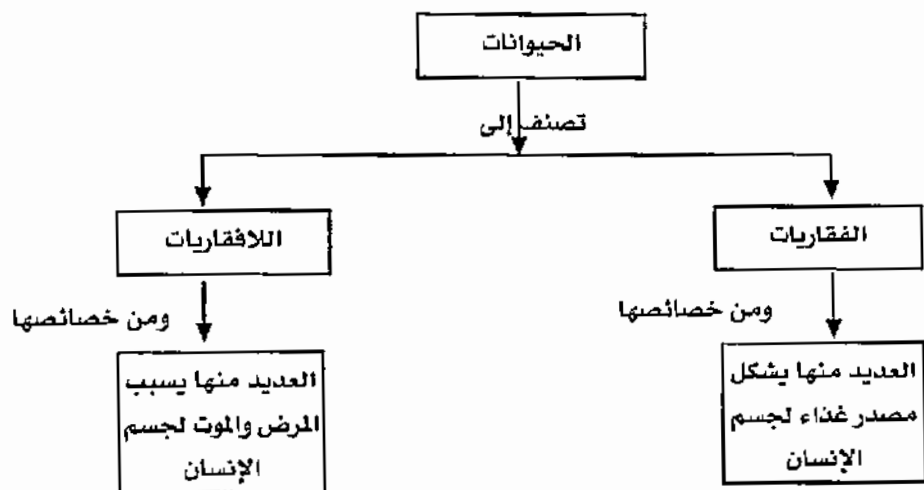 الحيوانات
تصنف إلى
الفقاريات
اللافقاريات
ومن خصائصها
ومن خصائصها
العديد منها يشكل
مصدر غذاء لجسم
الإنسان
العديد منها يسبب
المرض والموت لجسم
الإنسان